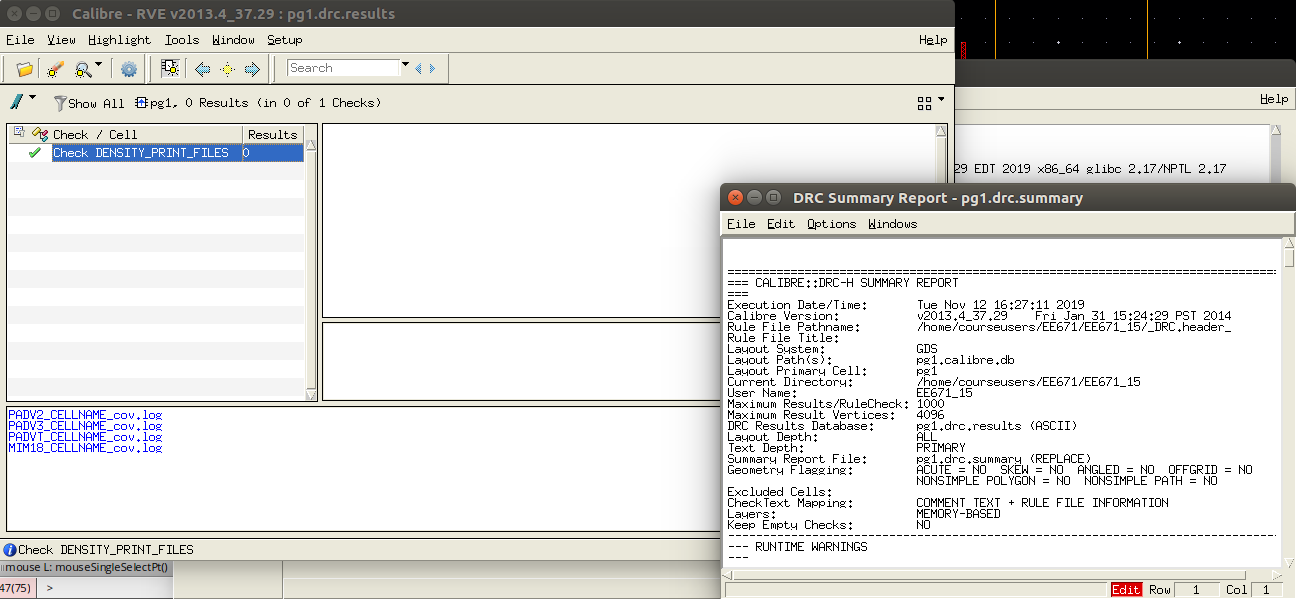 Calibre - RVE v2013.4_37.29 : pg1.drc.results
File View Highlight Tools Window Setup Help
Search
Show All pg1, 0 Results (in 0 of 1 Checks)
Check / Cell Results
Check DENSITY_PRINT_FILES 0
PADV2_CELLNAME_cov.log
PADV3_CELLNAME_cov.log
PADVT_CELLNAME_cov.log
MIM18_CELLNAME_cov.log
Check DENSITY_PRINT_FILES
mouse L: mouseSingleSelectPt()
47(75) >
Help
29 EDT 2019 x86_64 glibc 2.17/NPTL 2.17
DRC Summary Report - pg1.drc.summary
File Edit Options Windows
==================================================================================
=== CALIBRE::DRC-H SUMMARY REPORT
===
Execution Date/Time: Tue Nov 12 16:27:11 2019
Calibre Version: v2013.4_37.29 Fri Jan 31 15:24:29 PST 2014
Rule File Pathname: /home/courseusers/EE671/EE671_15/_DRC.header_
Rule File Title:
Layout System: GDS
Layout Path(s): pg1.calibre.db
Layout Primary Cell: pg1
Current Directory: /home/courseusers/EE671/EE671_15
User Name: EE671_15
Maximum Results/RuleCheck: 1000
Maximum Result Vertices: 4096
DRC Results Database: pg1.drc.results (ASCII)
Layout Depth: ALL
Text Depth: PRIMARY
Summary Report File: pg1.drc.summary (REPLACE)
Geometry Flagging: ACUTE = NO SKEW = NO ANGLED = NO OFFGRID = NO
NONSIMPLE POLYGON = NO NONSIMPLE PATH = NO
Excluded Cells:
CheckText Mapping: COMMENT TEXT + RULE FILE INFORMATION
Layers: MEMORY-BASED
Keep Empty Checks: NO
----------------------------------------------------------------------------------
--- RUNTIME WARNINGS
---
Edit Row 1 Col 1